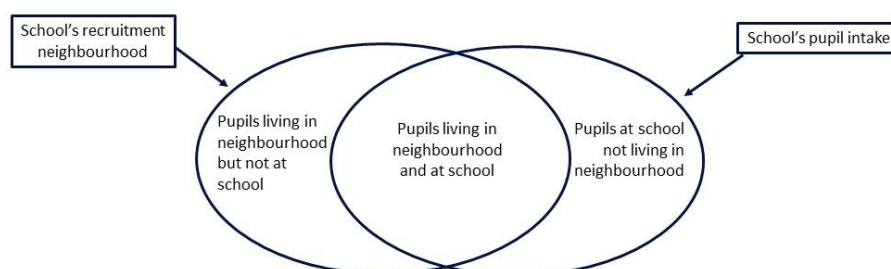 School's recruitment
neighbourhood
School's pupil intake
Pupils living in
neighbourhood
but not at
school
Pupils living in
neighbourhood
and at school
Pupils at school
not living in
neighbourhood